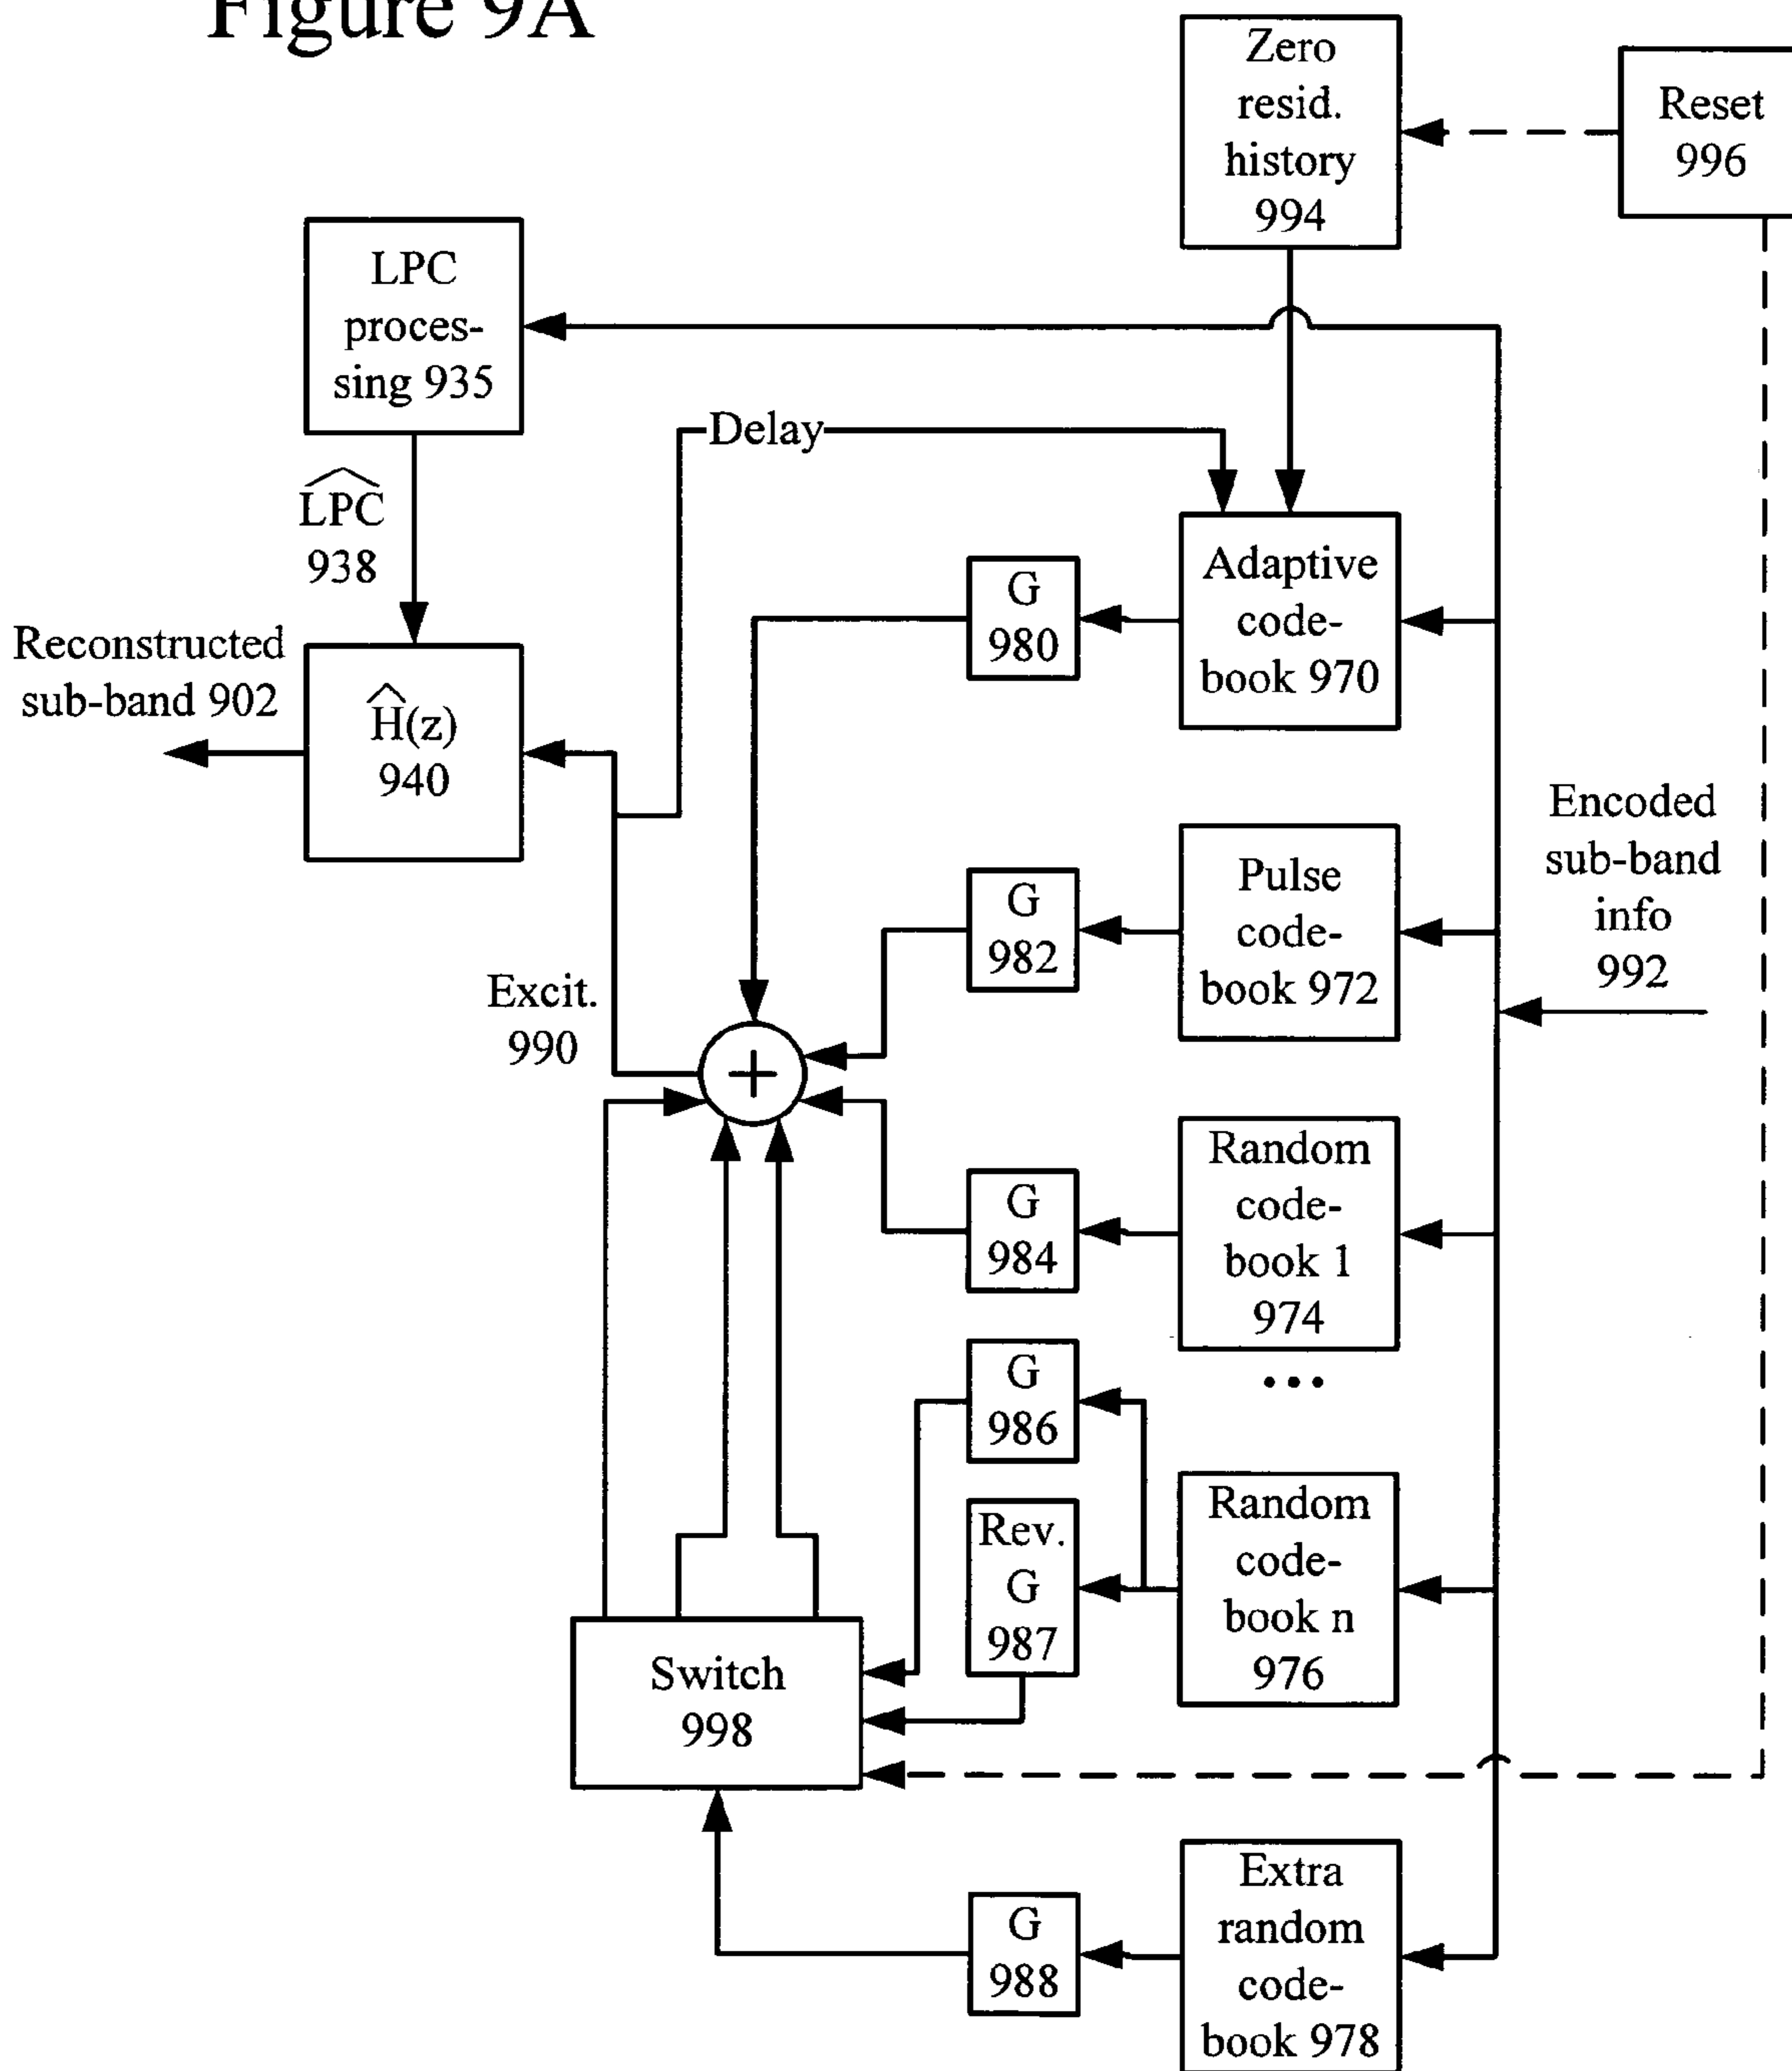 Figure 9A
Zero
resid.
history
994
Reset
996
LPC
proces-
sing 935
Delay
LPC
938
Adaptive
code-
book 970
G
980
Reconstructed
sub-band 902
Ĥ(z)
940
Encoded
sub-band
info
992
Pulse
code-
book 972
G
982
Excit.
990
+
Random
code-
book 1
974
G
984
...
G
986
Rev.
G
987
Random
code-
book n
976
Switch
998
Extra
random
code-
book 978
G
988